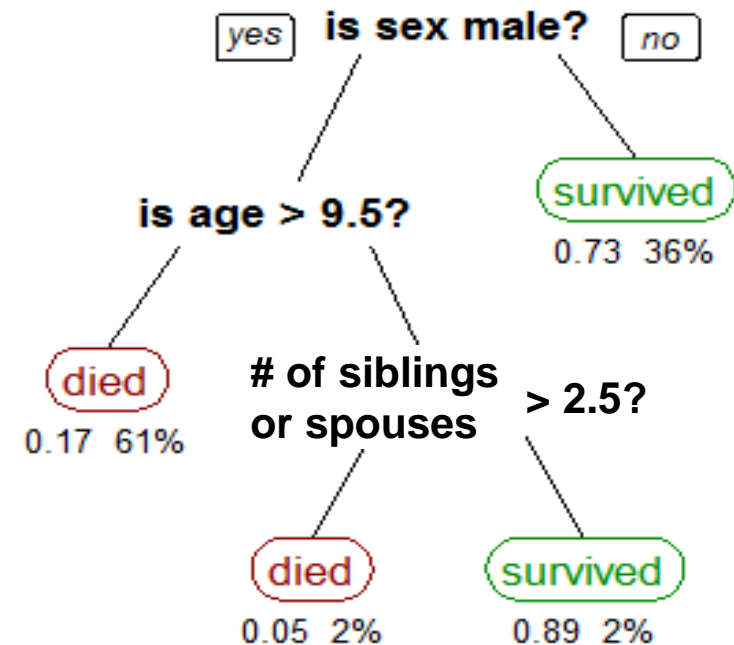 yes is sex male? no
is age > 9.5?
survived
0.73 36%
died
0.17 61%
# of siblings
or spouses > 2.5?
died
0.05 2%
survived
0.89 2%